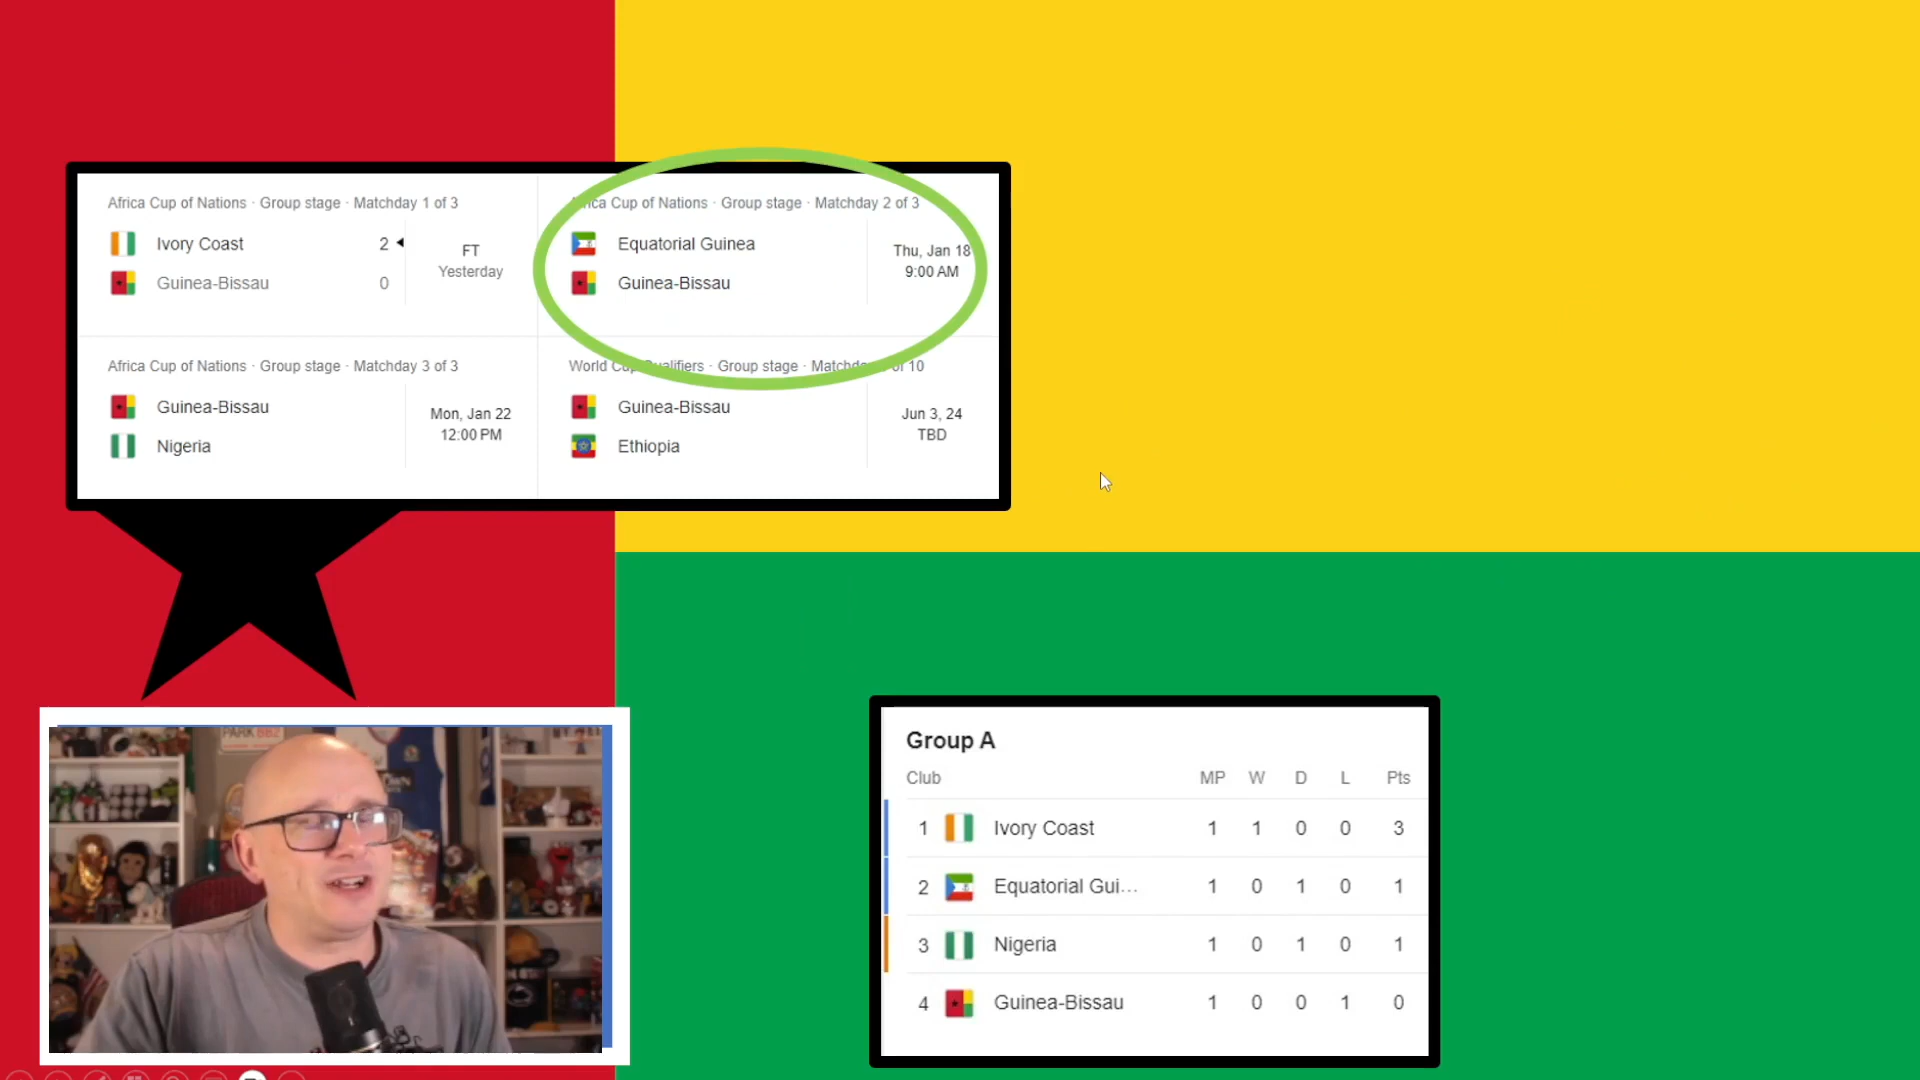 Africa Cup of Nations · Group stage · Matchday 1 of 3
Ivory Coast 2
Guinea-Bissau 0
FT
Yesterday
Cup of Nations · Group stage · Matchday 2 of 3
Equatorial Guinea
Guinea-Bissau
Thu, Jan 18
9:00 AM
Africa Cup of Nations · Group stage · Matchday 3 of 3
Guinea-Bissau
Nigeria
Mon, Jan 22
12:00 PM
World Cup Qualifiers · Group stage · of 10
Guinea-Bissau
Ethiopia
Jun 3, 24
TBD
PARK
Group A
Club MP W D L Pts
1 Ivory Coast 1 1 0 0 3
2 Equatorial Gui... 1 0 1 0 1
3 Nigeria 1 0 1 0 1
4 Guinea-Bissau 1 0 0 1 0